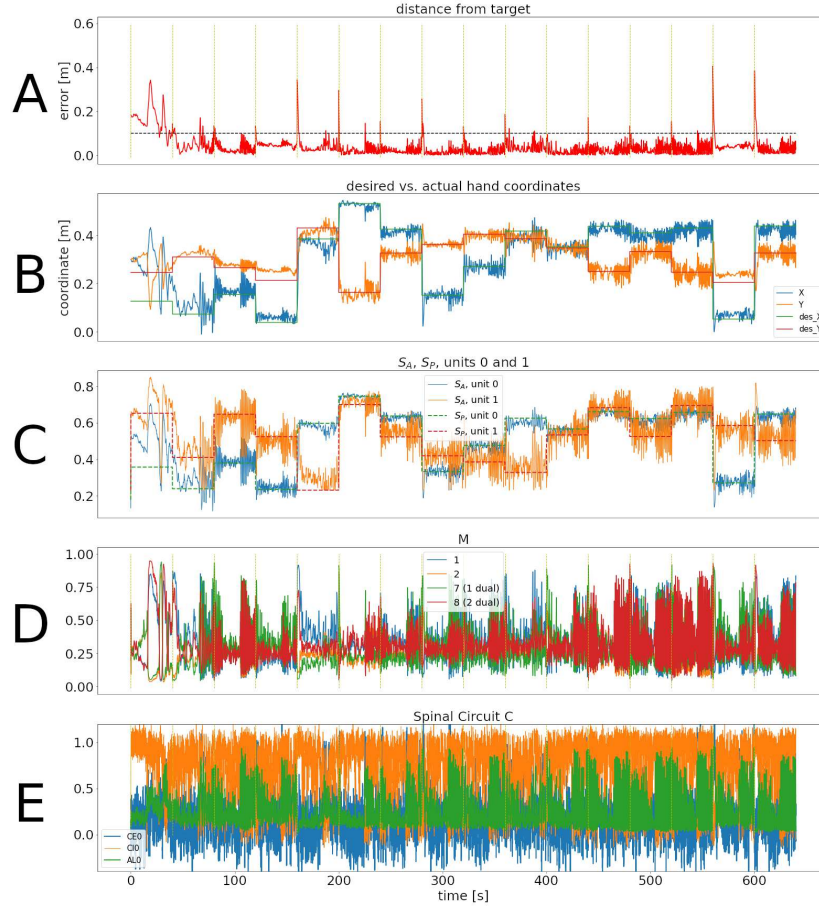 distance from target
A
error [m]
0.6
0.4
0.2
0.0
desired vs. actual hand coordinates
B
coordinate [m]
0.4
0.2
0.0
X
Y
des_X
des_Y
S_A, S_P, units 0 and 1
C
0.8
0.6
0.4
0.2
S_A, unit 0
S_A, unit 1
S_P, unit 0
S_P, unit 1
M
D
1.00
0.75
0.50
0.25
0.00
1
2
7 (1 dual)
8 (2 dual)
Spinal Circuit C
E
1.0
0.5
0.0
CE0
CI0
AL0
0 100 200 300 400 500 600
time [s]